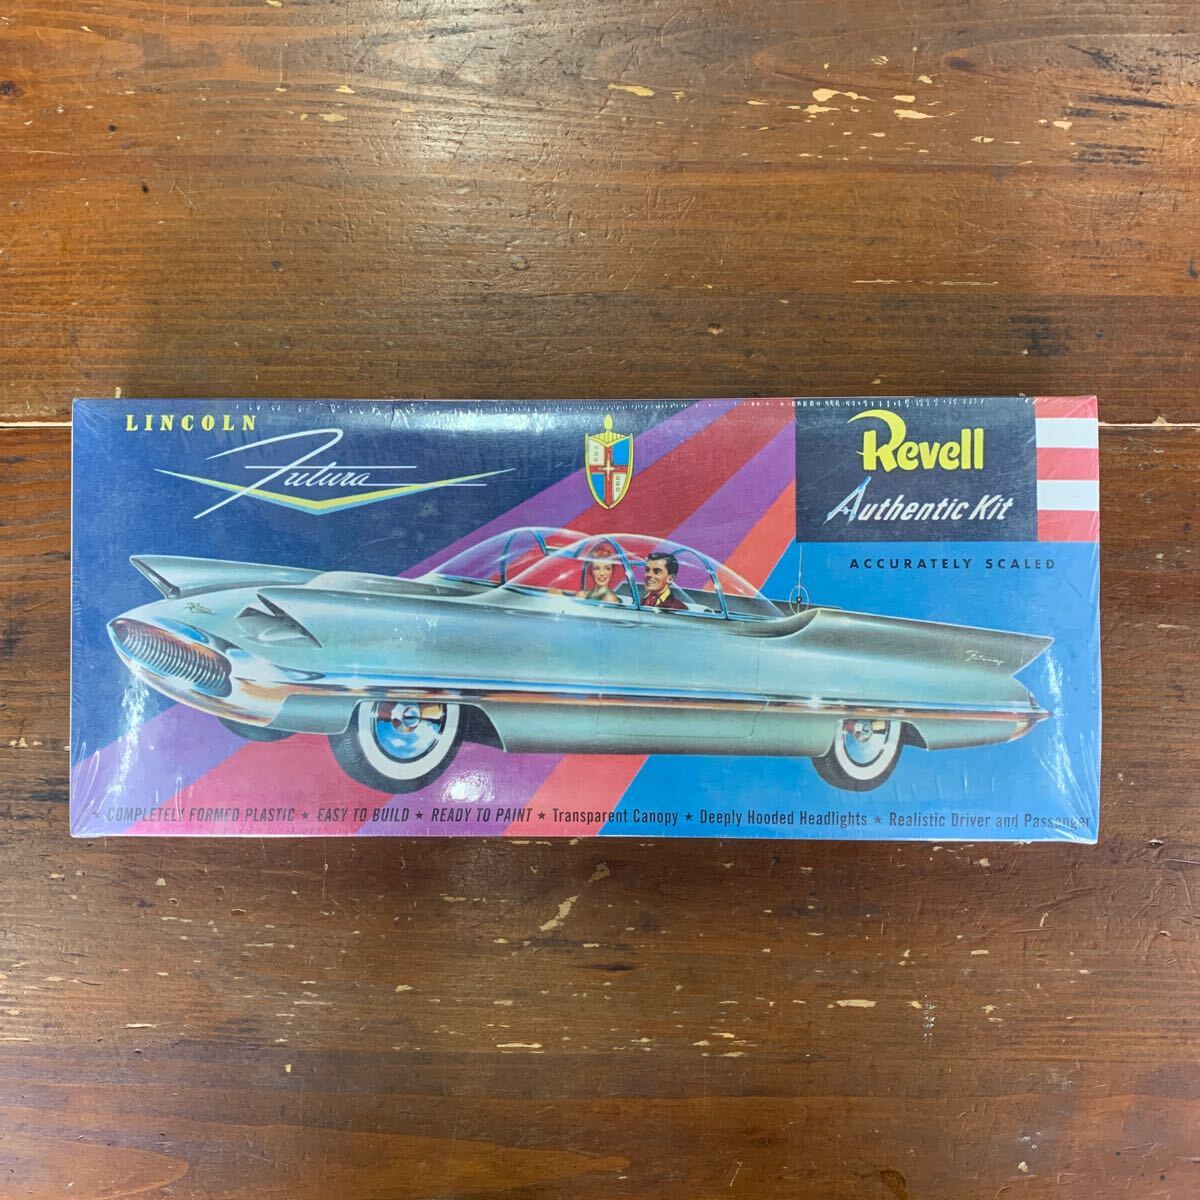 LINCOLN
Futura
Revell
Authentic Kit
ACCURATELY SCALED
Futura
★ COMPLETELY FORMED PLASTIC ★ EASY TO BUILD ★ READY TO PAINT ★ Transparent Canopy ★ Deeply Hooded Headlights ★ Realistic Driver and Passenger